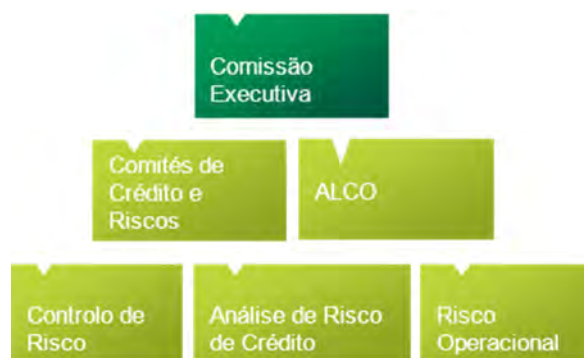 Comissão
Executiva
Comités de
Crédito e
Riscos
ALCO
Controlo de
Risco
Análise de Risco
de Crédito
Risco
Operacional